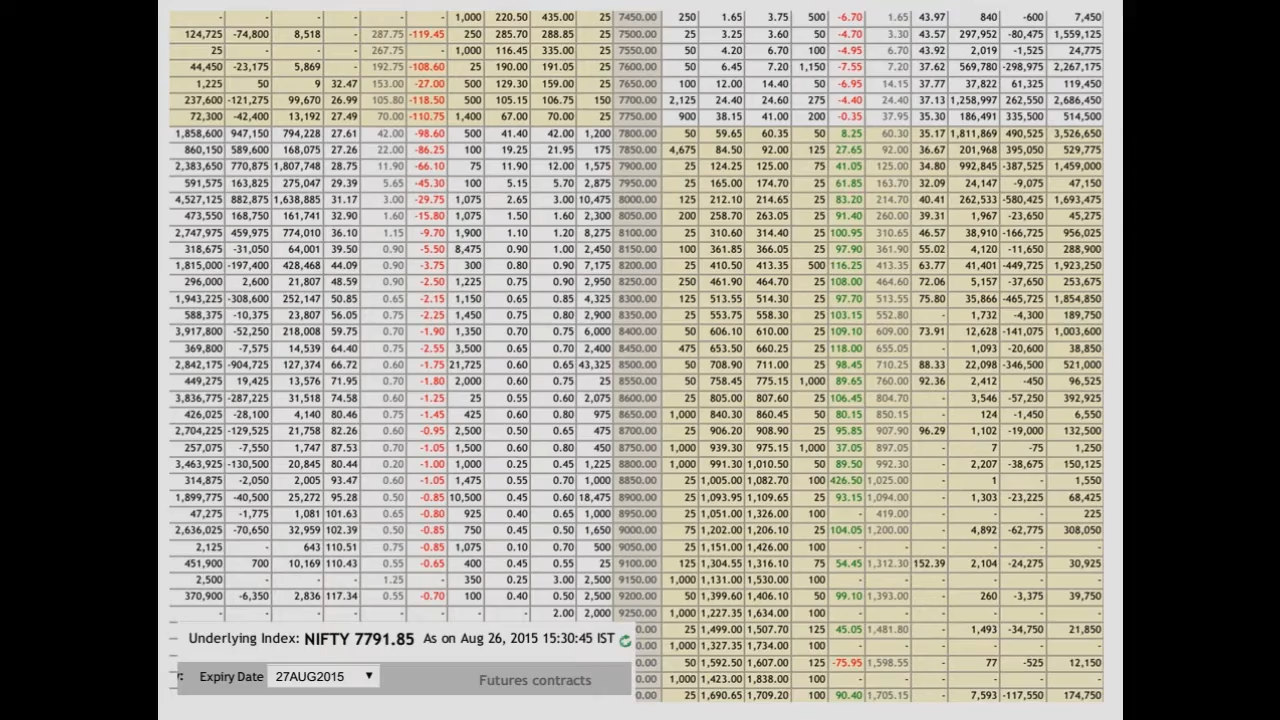 - - - - - - 1,000 220.50 435.00 25 7450.00 250 1.65 3.75 500 -6.70 1.65 43.97 840 -600 7,450
124,725 -74,800 8,518 - 287.75 -119.45 250 285.70 288.85 25 7500.00 25 3.25 3.60 50 -4.70 3.30 43.57 297,952 -80,475 1,559,125
25 - - - 267.75 - 1,000 116.45 335.00 25 7550.00 50 4.20 6.70 100 -4.95 6.70 43.92 2,019 -1,525 24,775
44,450 -23,175 5,869 - 192.75 -108.60 25 190.00 191.05 25 7600.00 50 6.45 7.20 1,150 -7.55 7.20 37.62 569,780 -298,975 2,267,175
1,225 50 9 32.47 153.00 -27.00 500 129.30 159.00 25 7650.00 100 12.00 14.40 50 -6.95 14.15 37.77 37,822 61,325 119,450
237,600 -121,275 99,670 26.99 105.80 -118.50 500 105.15 106.75 150 7700.00 2,125 24.40 24.60 275 -4.40 24.40 37.13 1,258,997 262,550 2,686,450
72,300 -42,400 13,192 27.49 70.00 -110.75 1,400 67.00 70.00 25 7750.00 900 38.15 41.00 200 -0.35 37.95 35.30 186,491 335,500 514,500
1,858,600 947,150 794,228 27.61 42.00 -98.60 500 41.40 42.00 1,200 7800.00 50 59.65 60.35 50 8.25 60.30 35.17 1,811,869 490,525 3,526,650
860,150 589,600 168,075 27.26 22.00 -86.25 100 19.25 21.95 175 7850.00 4,675 84.50 92.00 125 27.65 92.00 36.67 201,968 395,050 529,775
2,383,650 770,875 1,807,748 28.75 11.90 -66.10 75 11.90 12.00 1,575 7900.00 25 124.25 125.00 75 41.05 125.00 34.80 992,845 -387,525 1,459,000
591,575 163,825 275,047 29.39 5.65 -45.30 100 5.15 5.70 2,875 7950.00 25 165.00 174.70 25 61.85 163.70 32.09 24,147 -9,075 47,150
4,527,125 882,875 1,638,885 31.17 3.00 -29.75 1,075 2.65 3.00 10,475 8000.00 125 212.10 214.65 25 83.20 214.70 40.41 262,533 -580,425 1,693,475
473,550 168,750 161,741 32.90 1.60 -15.80 1,075 1.50 1.60 2,300 8050.00 200 258.70 263.05 25 91.40 260.00 39.31 1,967 -23,650 45,275
2,747,975 459,975 774,010 36.10 1.15 -9.70 1,900 1.10 1.20 8,275 8100.00 25 310.60 314.40 25 100.95 310.65 46.57 38,910 -166,725 956,025
318,675 -31,050 64,001 39.50 0.90 -5.50 8,475 0.90 1.00 2,450 8150.00 100 361.85 366.05 25 97.90 361.90 55.02 4,120 -11,650 288,900
1,815,000 -197,400 428,468 44.09 0.90 -3.75 300 0.80 0.90 7,175 8200.00 25 410.50 413.35 500 116.25 413.35 63.77 41,401 -449,725 1,923,250
296,000 2,600 21,807 48.59 0.90 -2.50 1,225 0.75 0.90 2,950 8250.00 250 461.90 464.70 25 108.00 464.60 72.06 5,157 -37,650 253,675
1,943,225 -308,600 252,147 50.85 0.65 -2.15 1,150 0.65 0.85 4,325 8300.00 125 513.55 514.30 25 97.70 513.55 75.80 35,866 -465,725 1,854,850
588,375 -10,375 23,807 56.05 0.75 -2.25 1,450 0.75 0.80 2,900 8350.00 25 553.75 558.30 25 103.15 552.80 - 1,732 -4,300 189,750
3,917,800 -52,250 218,008 59.75 0.70 -1.90 1,350 0.70 0.75 6,000 8400.00 50 606.10 610.00 25 109.10 609.00 73.91 12,628 -141,075 1,003,600
369,800 -7,575 14,539 64.40 0.75 -2.55 3,500 0.65 0.70 2,400 8450.00 475 653.50 660.25 25 118.00 655.05 - 1,093 -20,600 38,850
2,842,175 -904,725 127,374 66.72 0.60 -1.75 21,725 0.60 0.65 43,325 8500.00 50 708.90 711.00 25 98.45 710.25 88.33 22,098 -346,500 521,000
449,275 19,425 13,576 71.95 0.70 -1.80 2,000 0.60 0.75 25 8550.00 50 758.45 775.15 1,000 89.65 760.00 92.36 2,412 -450 96,525
3,836,775 -287,225 31,518 74.58 0.60 -1.25 25 0.55 0.60 2,075 8600.00 25 805.00 807.60 25 106.45 804.70 - 3,546 -57,250 392,925
426,025 -28,100 4,140 80.46 0.75 -1.45 425 0.60 0.80 975 8650.00 1,000 840.30 860.45 50 80.15 850.15 - 124 -1,450 6,550
2,704,225 -129,525 21,758 82.26 0.60 -0.95 2,500 0.50 0.65 475 8700.00 25 906.20 908.90 25 95.85 907.90 96.29 1,102 -19,000 132,500
257,075 -7,550 1,747 87.53 0.70 -1.05 1,500 0.60 0.80 450 8750.00 1,000 939.30 975.15 1,000 37.05 897.05 - 7 -75 1,250
3,463,925 -130,500 20,845 80.44 0.20 -1.00 1,000 0.25 0.45 1,225 8800.00 1,000 991.30 1,010.50 50 89.50 992.30 - 2,207 -38,675 150,125
314,875 -2,050 2,005 93.47 0.60 -1.05 1,475 0.55 0.70 1,000 8850.00 25 1,005.00 1,082.70 100 426.50 1,025.00 - 1 - 1,550
1,899,775 -40,500 25,272 95.28 0.50 -0.85 10,500 0.45 0.60 18,475 8900.00 25 1,093.95 1,109.65 25 93.15 1,094.00 - 1,303 -23,225 68,425
47,275 -1,775 1,081 101.63 0.65 -0.80 925 0.40 0.65 1,000 8950.00 25 1,051.00 1,326.00 100 - 419.00 - - - 225
2,636,025 -70,650 32,959 102.39 0.50 -0.85 750 0.45 0.50 1,650 9000.00 75 1,202.00 1,206.10 25 104.05 1,200.00 - 4,892 -62,775 308,050
2,125 - 643 110.51 0.75 -0.85 1,075 0.10 0.70 500 9050.00 25 1,151.00 1,426.00 100 - - - - - -
451,900 700 10,169 110.43 0.55 -0.65 400 0.45 0.55 25 9100.00 125 1,304.55 1,316.10 75 54.45 1,312.30 152.39 2,104 -24,275 30,925
2,500 - - - 1.25 - 350 0.25 3.00 2,500 9150.00 1,000 1,131.00 1,530.00 100 - - - - - -
370,900 -6,350 2,836 117.34 0.55 -0.70 100 0.40 0.50 2,500 9200.00 50 1,399.60 1,406.10 50 99.10 1,393.00 - 260 -3,375 39,750
- - - - - - - - 2.00 2,000 9250.00 1,000 1,227.35 1,634.00 100 - - - - - -
0.00 25 1,499.00 1,507.70 125 45.05 1,481.80 - 1,493 -34,750 21,850
Underlying Index: NIFTY 7791.85 As on Aug 26, 2015 15:30:45 IST
0.00 1,000 1,327.35 1,734.00 100 - - - - - -
0.00 50 1,592.50 1,607.00 125 -75.95 1,598.55 - 77 -525 12,150
Expiry Date 27AUG2015 Futures contracts
0.00 1,000 1,423.00 1,838.00 100 - - - - - -
0.00 25 1,690.65 1,709.20 100 90.40 1,705.15 - 7,593 -117,550 174,750